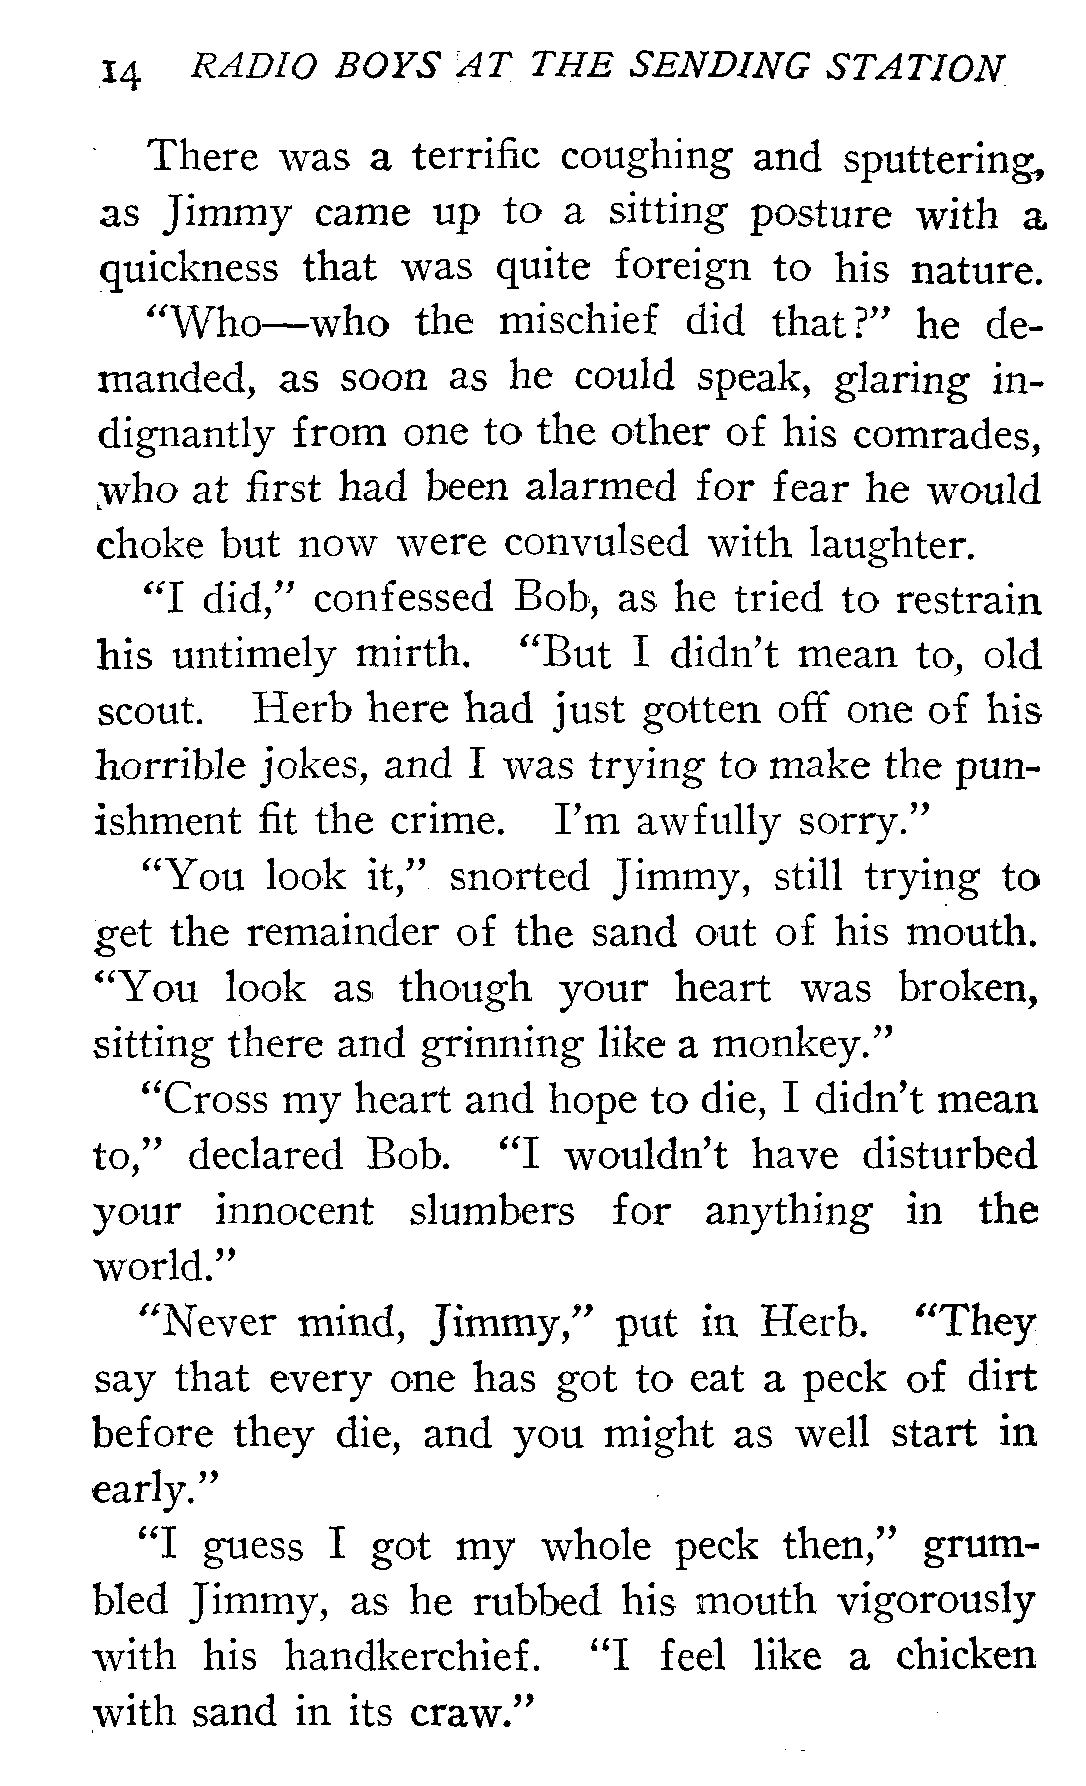 14 RADIO BOYS AT THE SENDING STATION
There was a terrific coughing and sputtering,
as Jimmy came up to a sitting posture with a
quickness that was quite foreign to his nature.
“Who—who the mischief did that?” he de-
manded, as soon as he could speak, glaring in-
dignantly from one to the other of his comrades,
who at first had been alarmed for fear he would
choke but now were convulsed with laughter.
“I did,” confessed Bob, as he tried to restrain
his untimely mirth. “But I didn’t mean to, old
scout. Herb here had just gotten off one of his
horrible jokes, and I was trying to make the pun-
ishment fit the crime. I’m awfully sorry.”
“You look it,” snorted Jimmy, still trying to
get the remainder of the sand out of his mouth.
“You look as though your heart was broken,
sitting there and grinning like a monkey.”
“Cross my heart and hope to die, I didn’t mean
to,” declared Bob. “I wouldn’t have disturbed
your innocent slumbers for anything in the
world.”
“Never mind, Jimmy,” put in Herb. “They
say that every one has got to eat a peck of dirt
before they die, and you might as well start in
early.”
“I guess I got my whole peck then,” grum-
bled Jimmy, as he rubbed his mouth vigorously
with his handkerchief. “I feel like a chicken
with sand in its craw.”